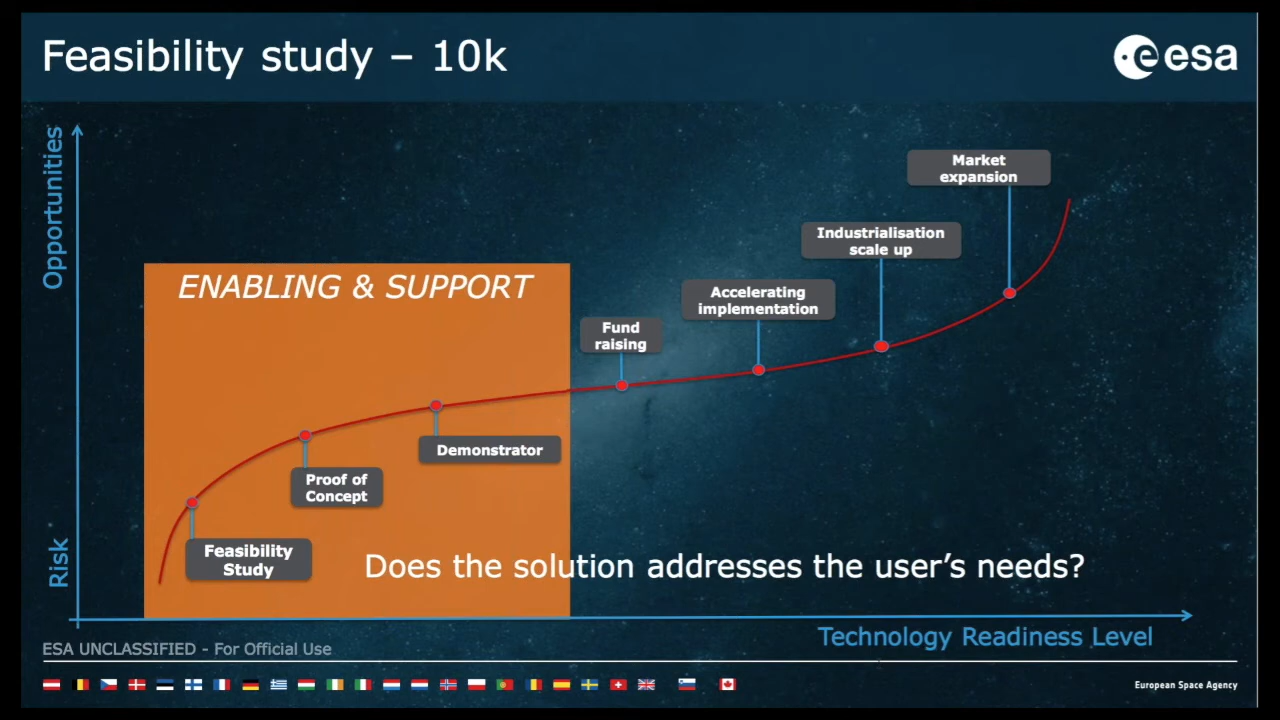 Feasibility study – 10k
esa
Opportunities
Market
expansion
Industrialisation
scale up
ENABLING & SUPPORT
Accelerating
implementation
Fund
raising
Demonstrator
Proof of
Concept
Feasibility
Study
Does the solution addresses the user’s needs?
Risk
Technology Readiness Level
ESA UNCLASSIFIED - For Official Use
European Space Agency